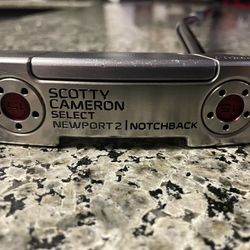 SCOTTY
CAMERON
SELECT
NEWPORT 2 | NOTCHBACK